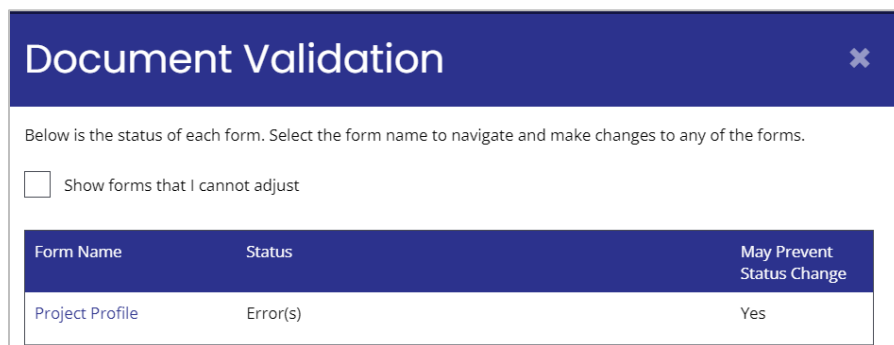 Document Validation
Below is the status of each form. Select the form name to navigate and make changes to any of the forms.
Show forms that I cannot adjust
Form Name Status May Prevent
Status Change
Project Profile Error(s) Yes